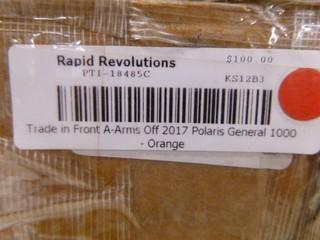 Rapid Revolutions $100.00
PTI-18485C KS12B3
Trade in Front A-Arms Off 2017 Polaris General 1000
- Orange